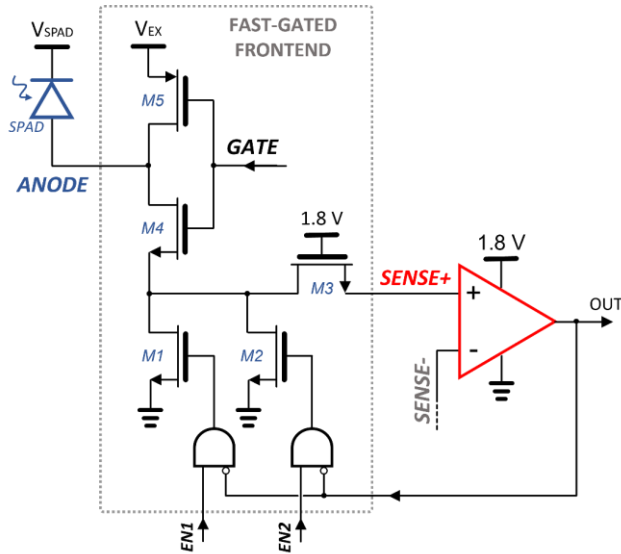 FAST-GATED
FRONTEND
VSPAD
VEX
M5
SPAD
GATE
ANODE
M4
1.8 V
1.8 V
M3
SENSE+
+
OUT
M1
M2
-
SENSE-
EN1
EN2